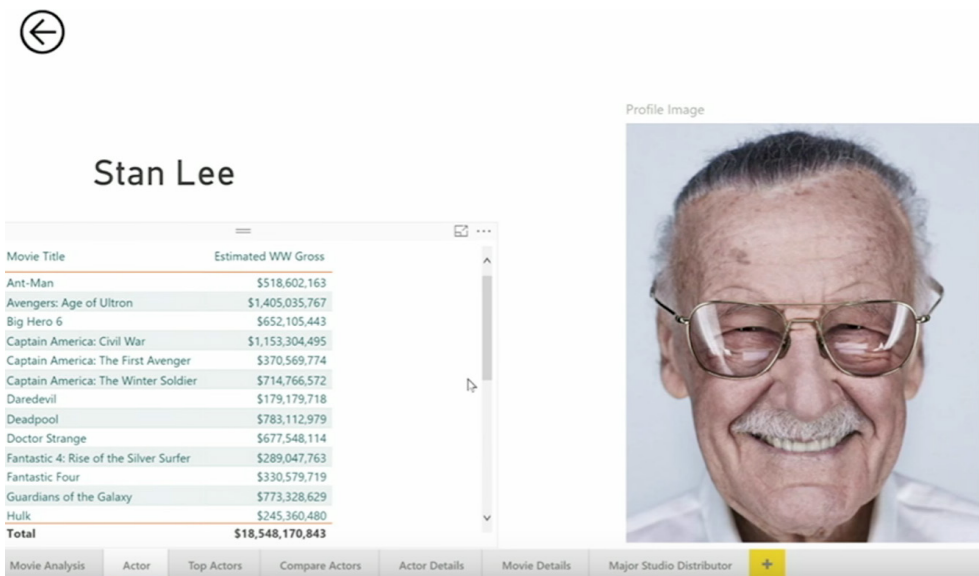 Profile Image
Stan Lee
Movie Title Estimated WW Gross
Ant-Man $518,602,163
Avengers: Age of Ultron $1,405,035,767
Big Hero 6 $652,105,443
Captain America: Civil War $1,153,304,495
Captain America: The First Avenger $370,569,774
Captain America: The Winter Soldier $714,766,572
Daredevil $179,179,718
Deadpool $783,112,979
Doctor Strange $677,548,114
Fantastic 4: Rise of the Silver Surfer $289,047,763
Fantastic Four $330,579,719
Guardians of the Galaxy $773,328,629
Hulk $245,360,480
Total $18,548,170,843
Movie Analysis Actor Top Actors Compare Actors Actor Details Movie Details Major Studio Distributor +